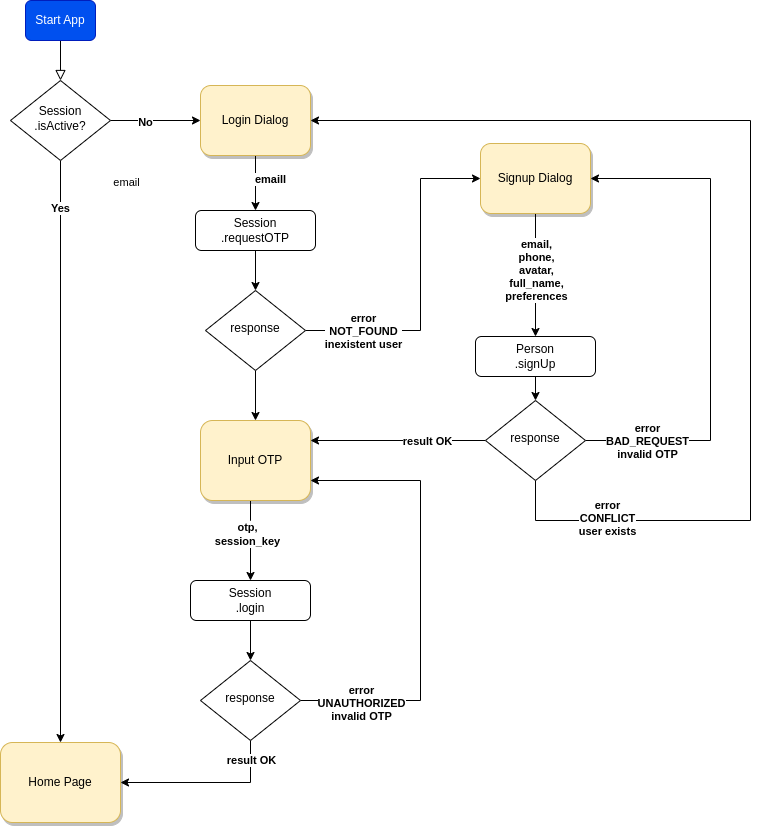 Start App
Session
.isActive?
No
Login Dialog
email
Yes
emaill
Session
.requestOTP
response
error
NOT_FOUND
inexistent user
Signup Dialog
email,
phone,
avatar,
full_name,
preferences
Person
.signUp
response
result OK
error
BAD_REQUEST
invalid OTP
error
CONFLICT
user exists
Input OTP
otp,
session_key
Session
.login
response
error
UNAUTHORIZED
invalid OTP
result OK
Home Page